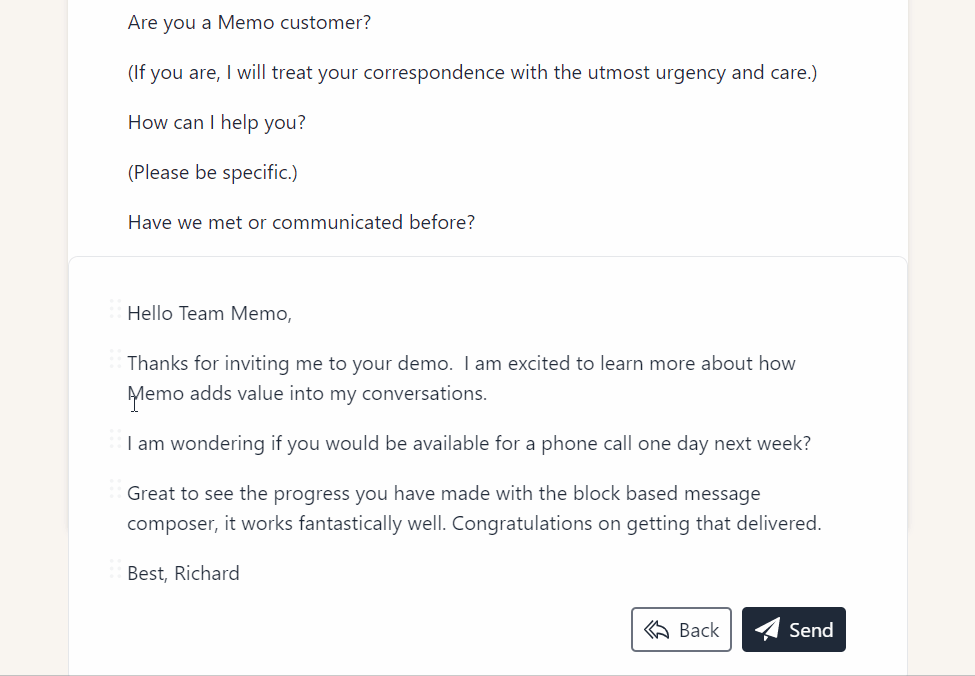 Are you a Memo customer?
(If you are, I will treat your correspondence with the utmost urgency and care.)
How can I help you?
(Please be specific.)
Have we met or communicated before?
Hello Team Memo,
Thanks for inviting me to your demo.  I am excited to learn more about how
Memo adds value into my conversations.
I am wondering if you would be available for a phone call one day next week?
Great to see the progress you have made with the block based message
composer, it works fantastically well. Congratulations on getting that delivered.
Best, Richard
Back
Send